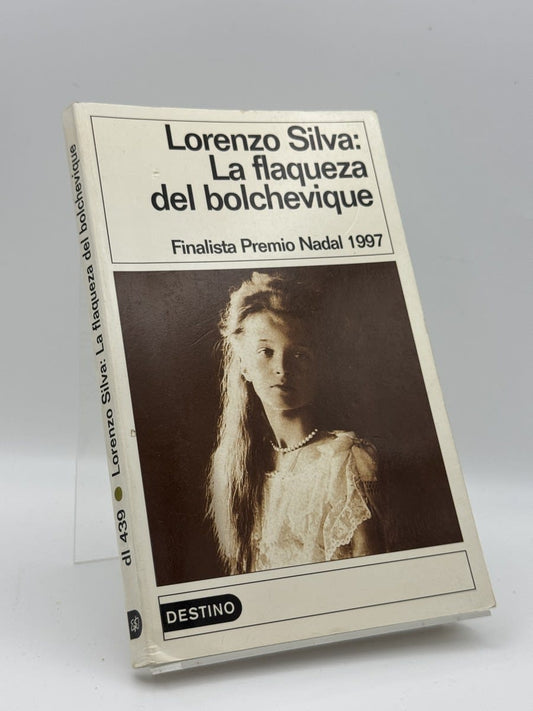 Lorenzo Silva:
La flaqueza
del bolchevique
Finalista Premio Nadal 1997
DESTINO
dl 439 Lorenzo Silva: La flaqueza del bolchevique